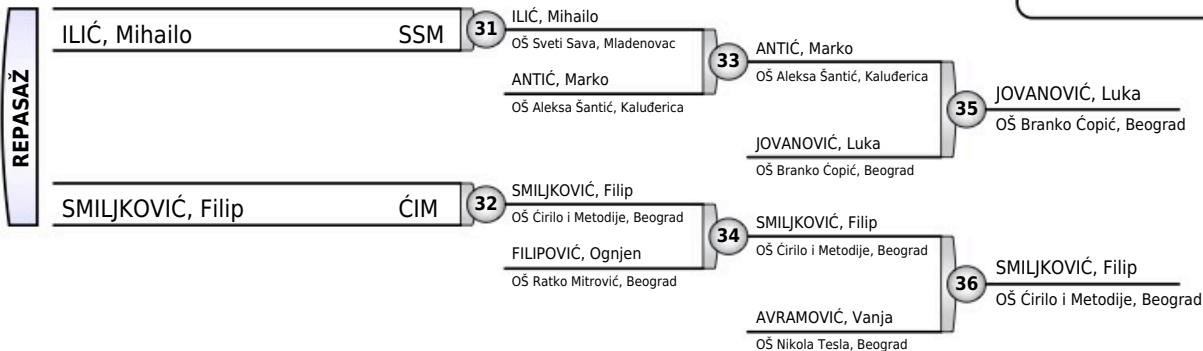 REPASAŽ
ILIĆ, Mihailo SSM
31
ILIĆ, Mihailo
OŠ Sveti Sava, Mladenovac
ANTIĆ, Marko
OŠ Aleksa Šantić, Kaluđerica
33
ANTIĆ, Marko
OŠ Aleksa Šantić, Kaluđerica
JOVANOVIĆ, Luka
OŠ Branko Ćopić, Beograd
35
JOVANOVIĆ, Luka
OŠ Branko Ćopić, Beograd
SMILJKOVIĆ, Filip ĆIM
32
SMILJKOVIĆ, Filip
OŠ Ćirilo i Metodije, Beograd
FILIPOVIĆ, Ognjen
OŠ Ratko Mitrović, Beograd
34
SMILJKOVIĆ, Filip
OŠ Ćirilo i Metodije, Beograd
AVRAMOVIĆ, Vanja
OŠ Nikola Tesla, Beograd
36
SMILJKOVIĆ, Filip
OŠ Ćirilo i Metodije, Beograd